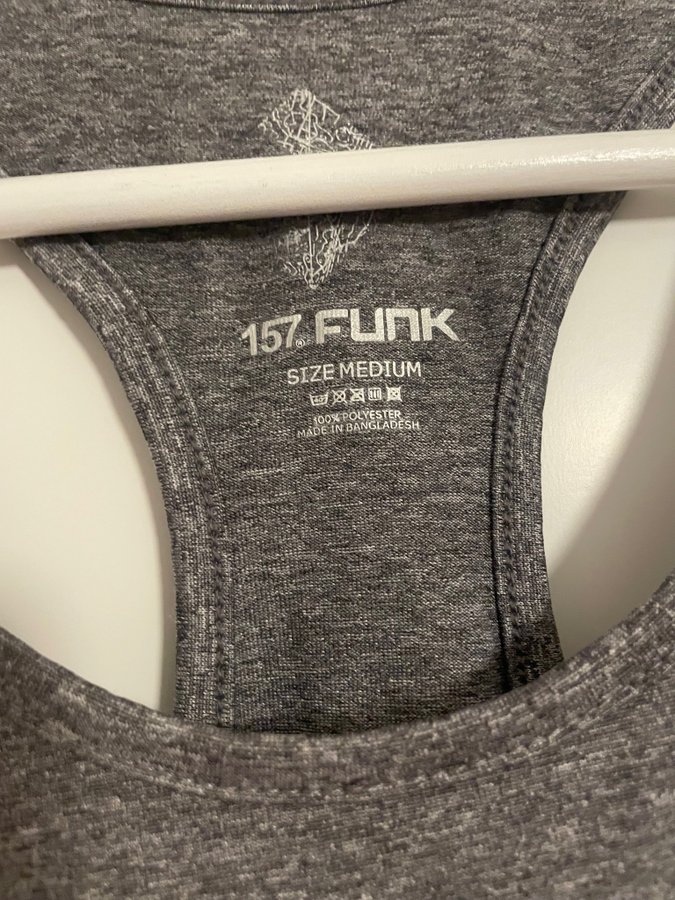 157® FUNK
SIZE MEDIUM
100% POLYESTER
MADE IN BANGLADESH